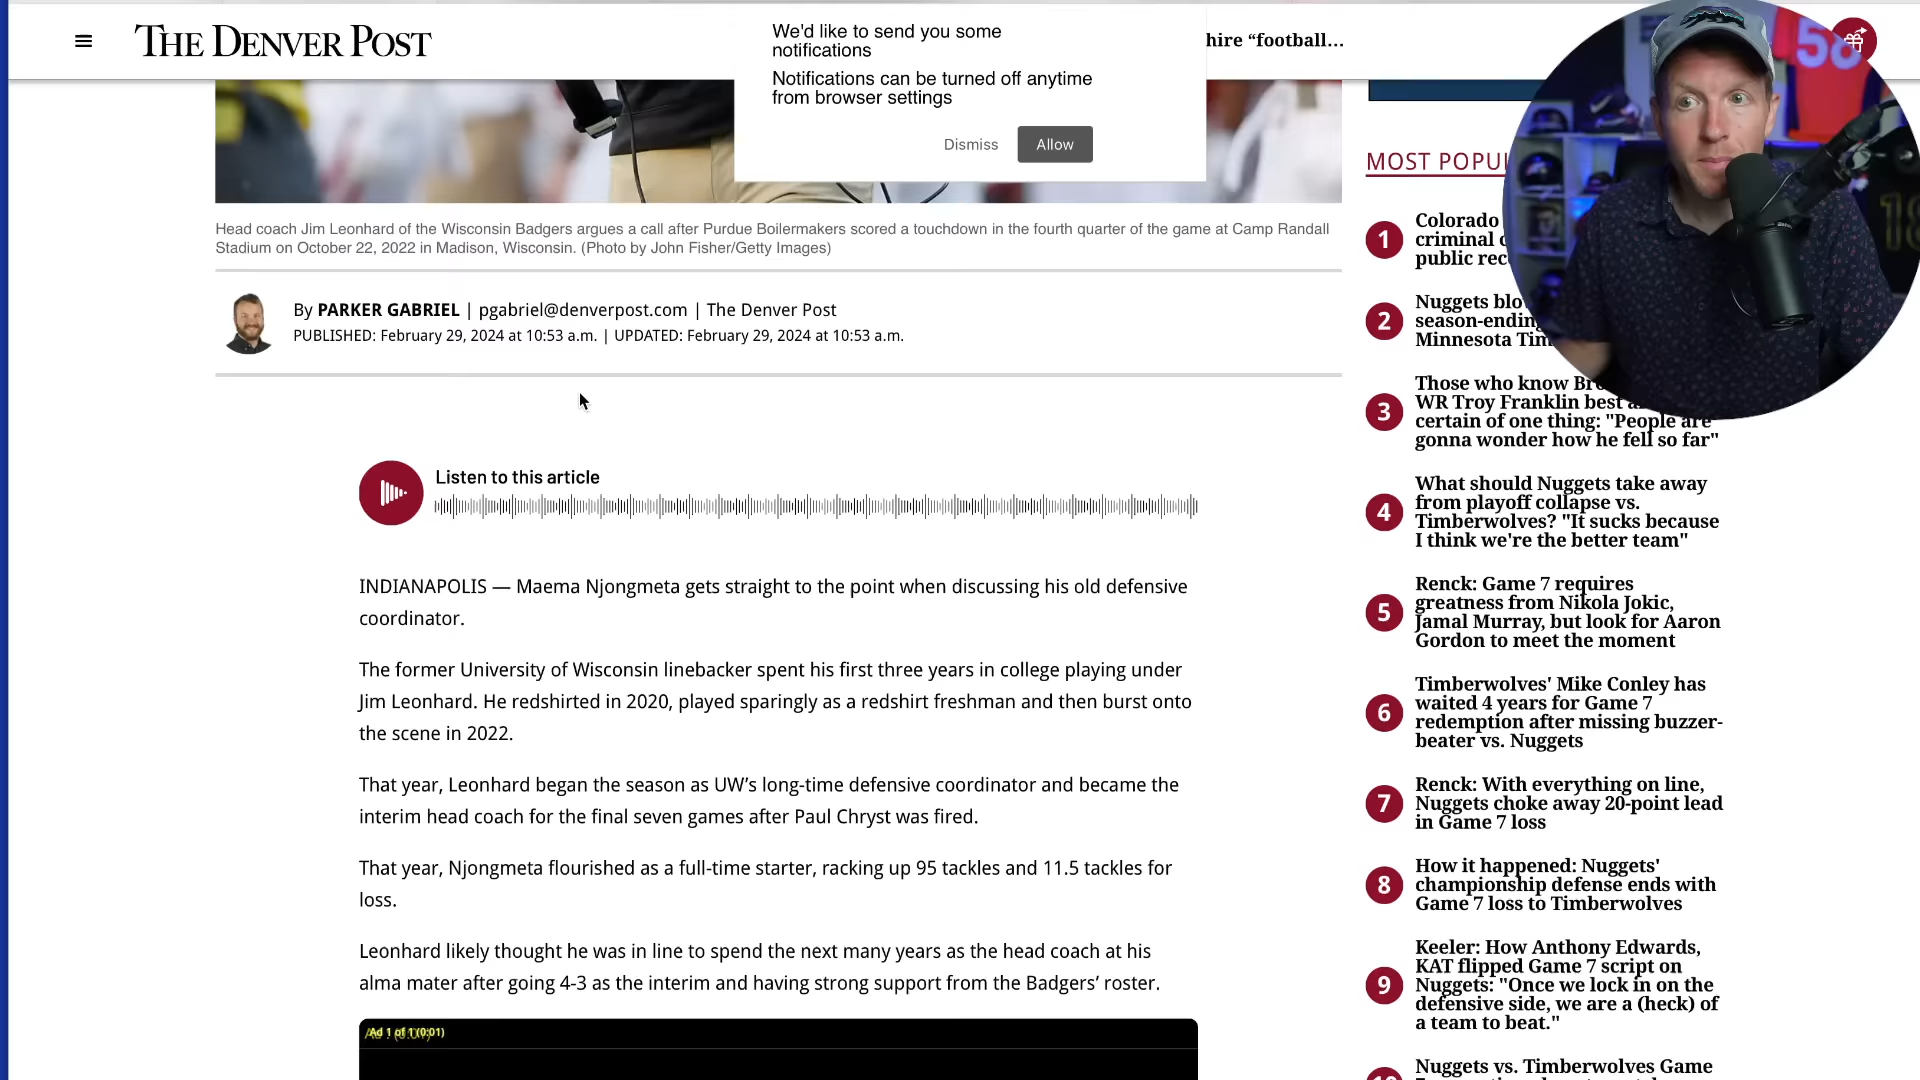 THE DENVER POST
We'd like to send you some
notifications
Notifications can be turned off anytime
from browser settings
Dismiss
Allow
hire “football...
58
Head coach Jim Leonhard of the Wisconsin Badgers argues a call after Purdue Boilermakers scored a touchdown in the fourth quarter of the game at Camp Randall
Stadium on October 22, 2022 in Madison, Wisconsin. (Photo by John Fisher/Getty Images)
By PARKER GABRIEL | pgabriel@denverpost.com | The Denver Post
PUBLISHED: February 29, 2024 at 10:53 a.m. | UPDATED: February 29, 2024 at 10:53 a.m.
Listen to this article
INDIANAPOLIS — Maema Njongmeta gets straight to the point when discussing his old defensive
coordinator.
The former University of Wisconsin linebacker spent his first three years in college playing under
Jim Leonhard. He redshirted in 2020, played sparingly as a redshirt freshman and then burst onto
the scene in 2022.
That year, Leonhard began the season as UW’s long-time defensive coordinator and became the
interim head coach for the final seven games after Paul Chryst was fired.
That year, Njongmeta flourished as a full-time starter, racking up 95 tackles and 11.5 tackles for
loss.
Leonhard likely thought he was in line to spend the next many years as the head coach at his
alma mater after going 4-3 as the interim and having strong support from the Badgers’ roster.
Ad 1 of 1 (0:01)
MOST POPU
1
Colorado
criminal
public rec
2
Nuggets blo
season-ending
Minnesota Tim
3
Those who know Br
WR Troy Franklin best
certain of one thing: "People are
gonna wonder how he fell so far"
4
What should Nuggets take away
from playoff collapse vs.
Timberwolves? "It sucks because
I think we're the better team"
5
Renck: Game 7 requires
greatness from Nikola Jokic,
Jamal Murray, but look for Aaron
Gordon to meet the moment
6
Timberwolves' Mike Conley has
waited 4 years for Game 7
redemption after missing buzzer-
beater vs. Nuggets
7
Renck: With everything on line,
Nuggets choke away 20-point lead
in Game 7 loss
8
How it happened: Nuggets'
championship defense ends with
Game 7 loss to Timberwolves
9
Keeler: How Anthony Edwards,
KAT flipped Game 7 script on
Nuggets: "Once we lock in on the
defensive side, we are a (heck) of
a team to beat."
Nuggets vs. Timberwolves Game